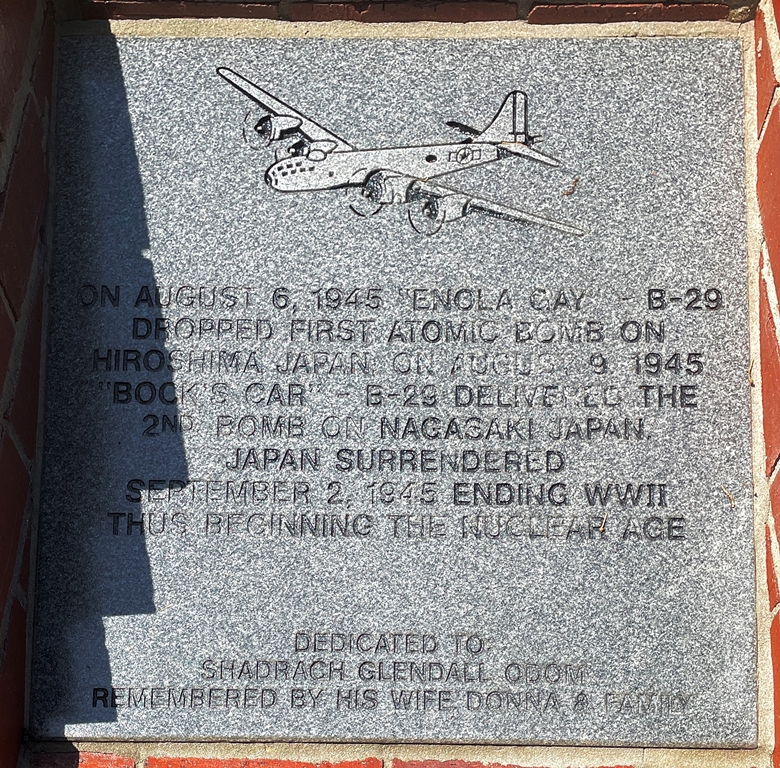 ON AUGUST 6, 1945 "ENGLA GAY" - B-29
DROPPED FIRST ATOMIC BOMB ON
HIROSHIMA JAPAN. ON AUGUST 9, 1945
"BOCK'S CAR" - B-29 DELIVERED THE
2ND BOMB ON NAGASAKI JAPAN.
JAPAN SURRENDERED
SEPTEMBER 2, 1945 ENDING WWII
THUS BEGINNING THE NUCLEAR AGE
DEDICATED TO:
SHADRACH GLENDALL ODOM
REMEMBERED BY HIS WIFE DONNA & FAMILY